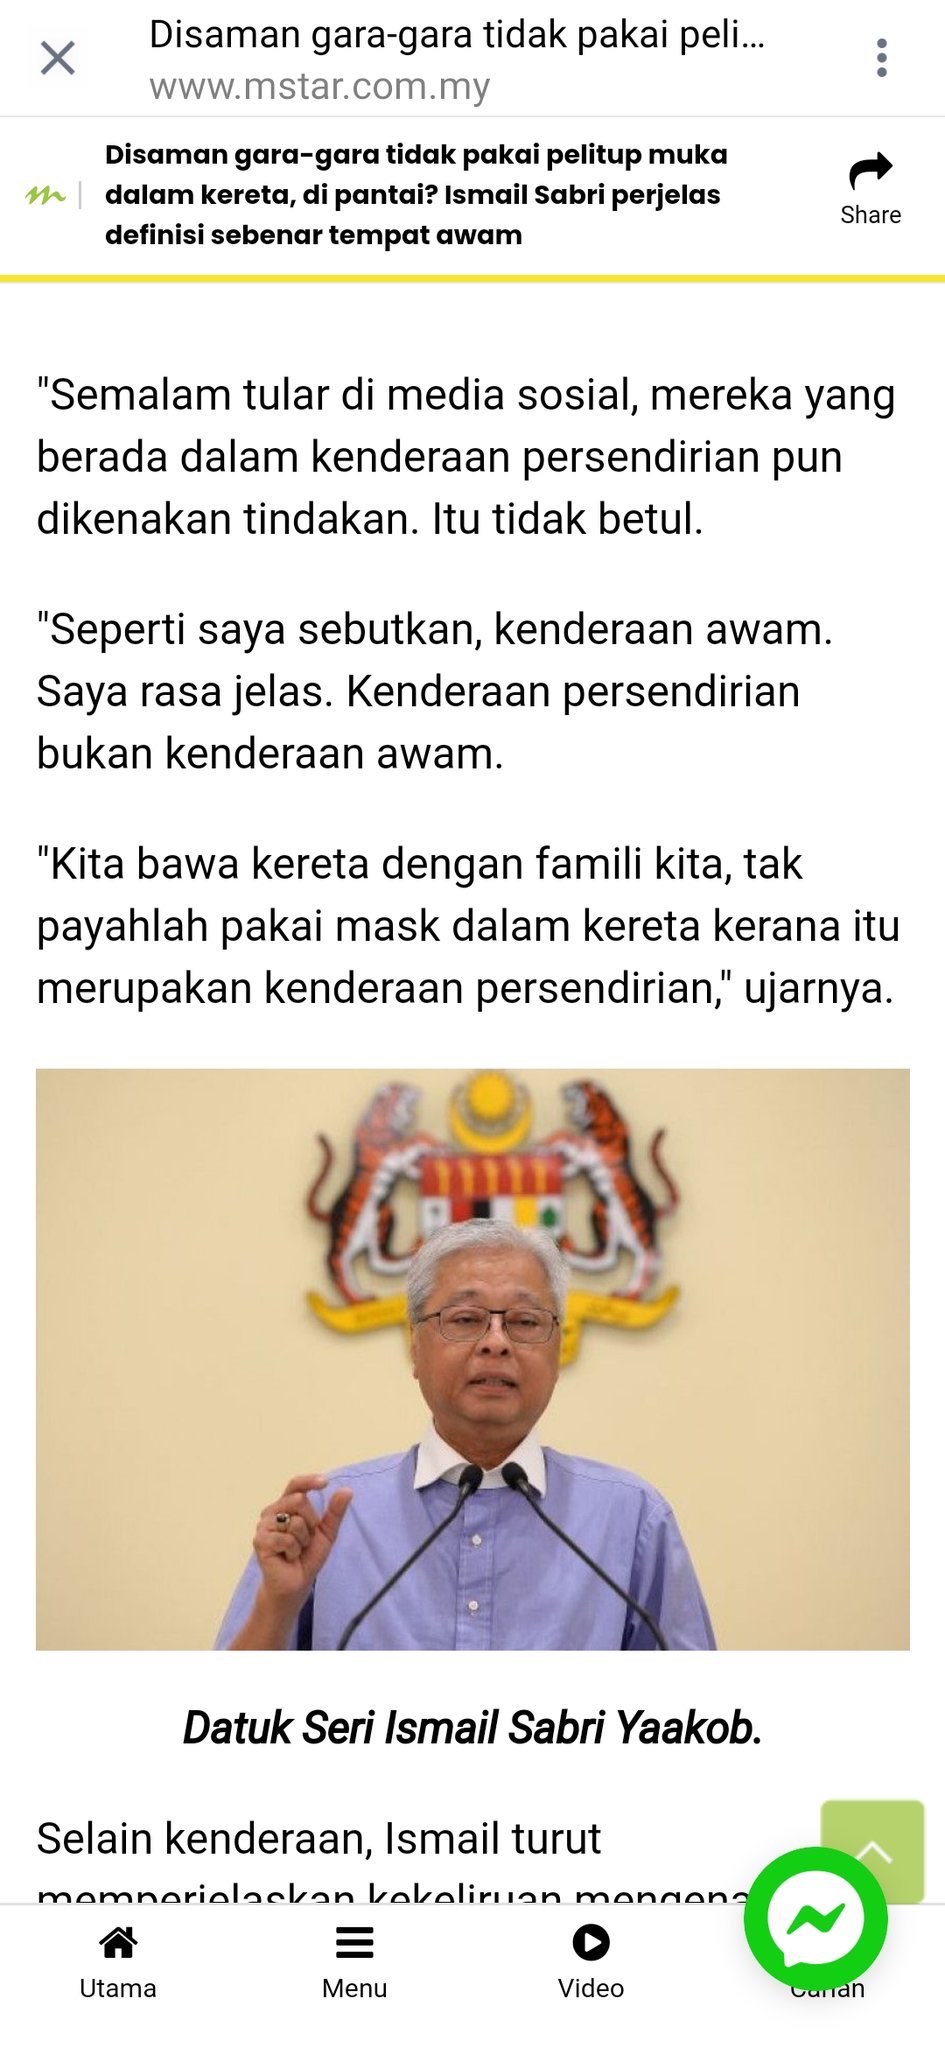 Disaman gara-gara tidak pakai peli...
www.mstar.com.my
Disaman gara-gara tidak pakai pelitup muka
dalam kereta, di pantai? Ismail Sabri perjelas
definisi sebenar tempat awam
Share
"Semalam tular di media sosial, mereka yang
berada dalam kenderaan persendirian pun
dikenakan tindakan. Itu tidak betul.
"Seperti saya sebutkan, kenderaan awam.
Saya rasa jelas. Kenderaan persendirian
bukan kenderaan awam.
"Kita bawa kereta dengan famili kita, tak
payahlah pakai mask dalam kereta kerana itu
merupakan kenderaan persendirian," ujarnya.
Datuk Seri Ismail Sabri Yaakob.
Selain kenderaan, Ismail turut
memperjelaskan kekeliruan
Utama
Menu
Video